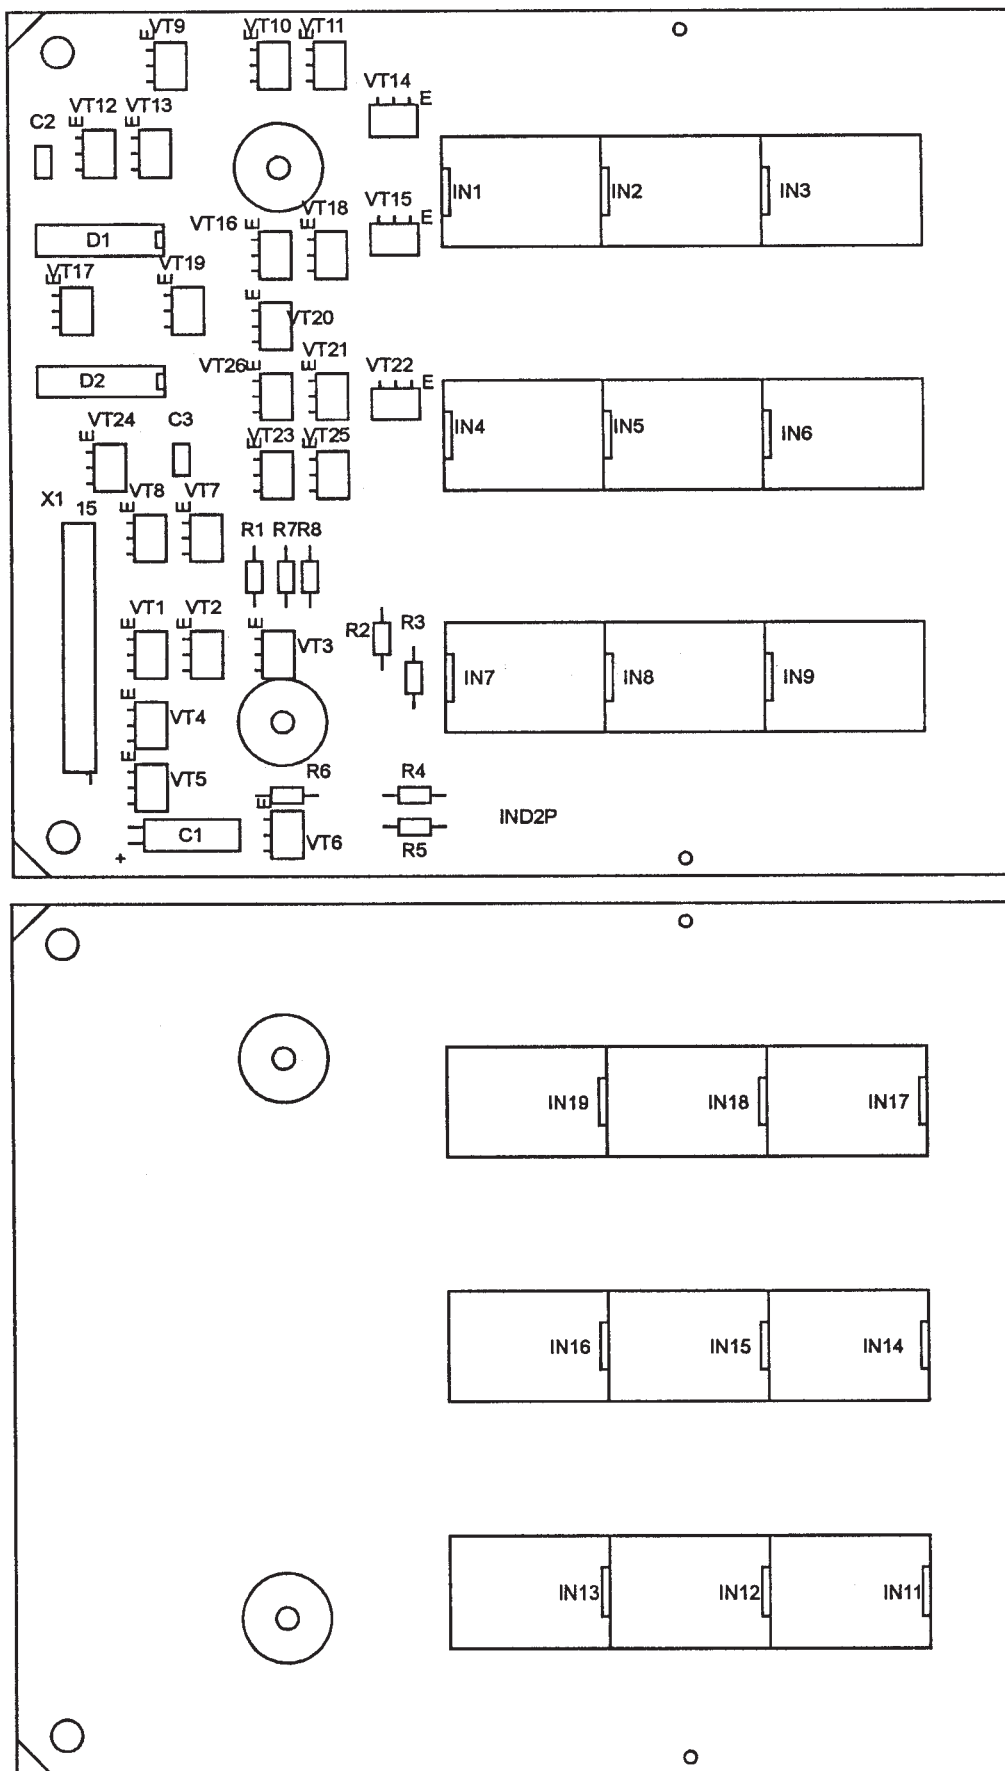 E VT9 E VT10 E VT11
VT14
E
C2 E VT12 E VT13
IN1 IN2 IN3
VT15
E
VT16 E E VT18
D1
E VT17 E VT19
E
VT20
VT26 E E VT21
VT22
E
D2
IN4 IN5 IN6
E VT24 C3 E VT23 E VT25
X1 15 E VT8 E VT7
R1 R7 R8
E VT1 E VT2 E VT3
R2 R3
IN7 IN8 IN9
E VT4
E VT5
1
R6 R4
E VT6
C1
+
R5
IND2P
IN19 IN18 IN17
IN16 IN15 IN14
IN13 IN12 IN11